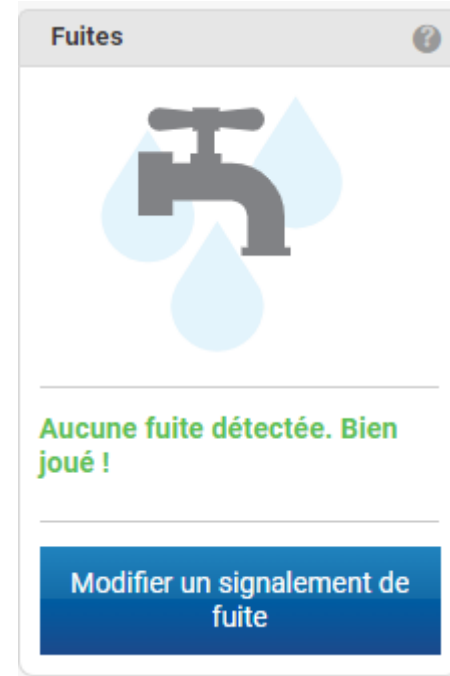 Fuites
Aucune fuite détectée. Bien
joué !
Modifier un signalement de
fuite